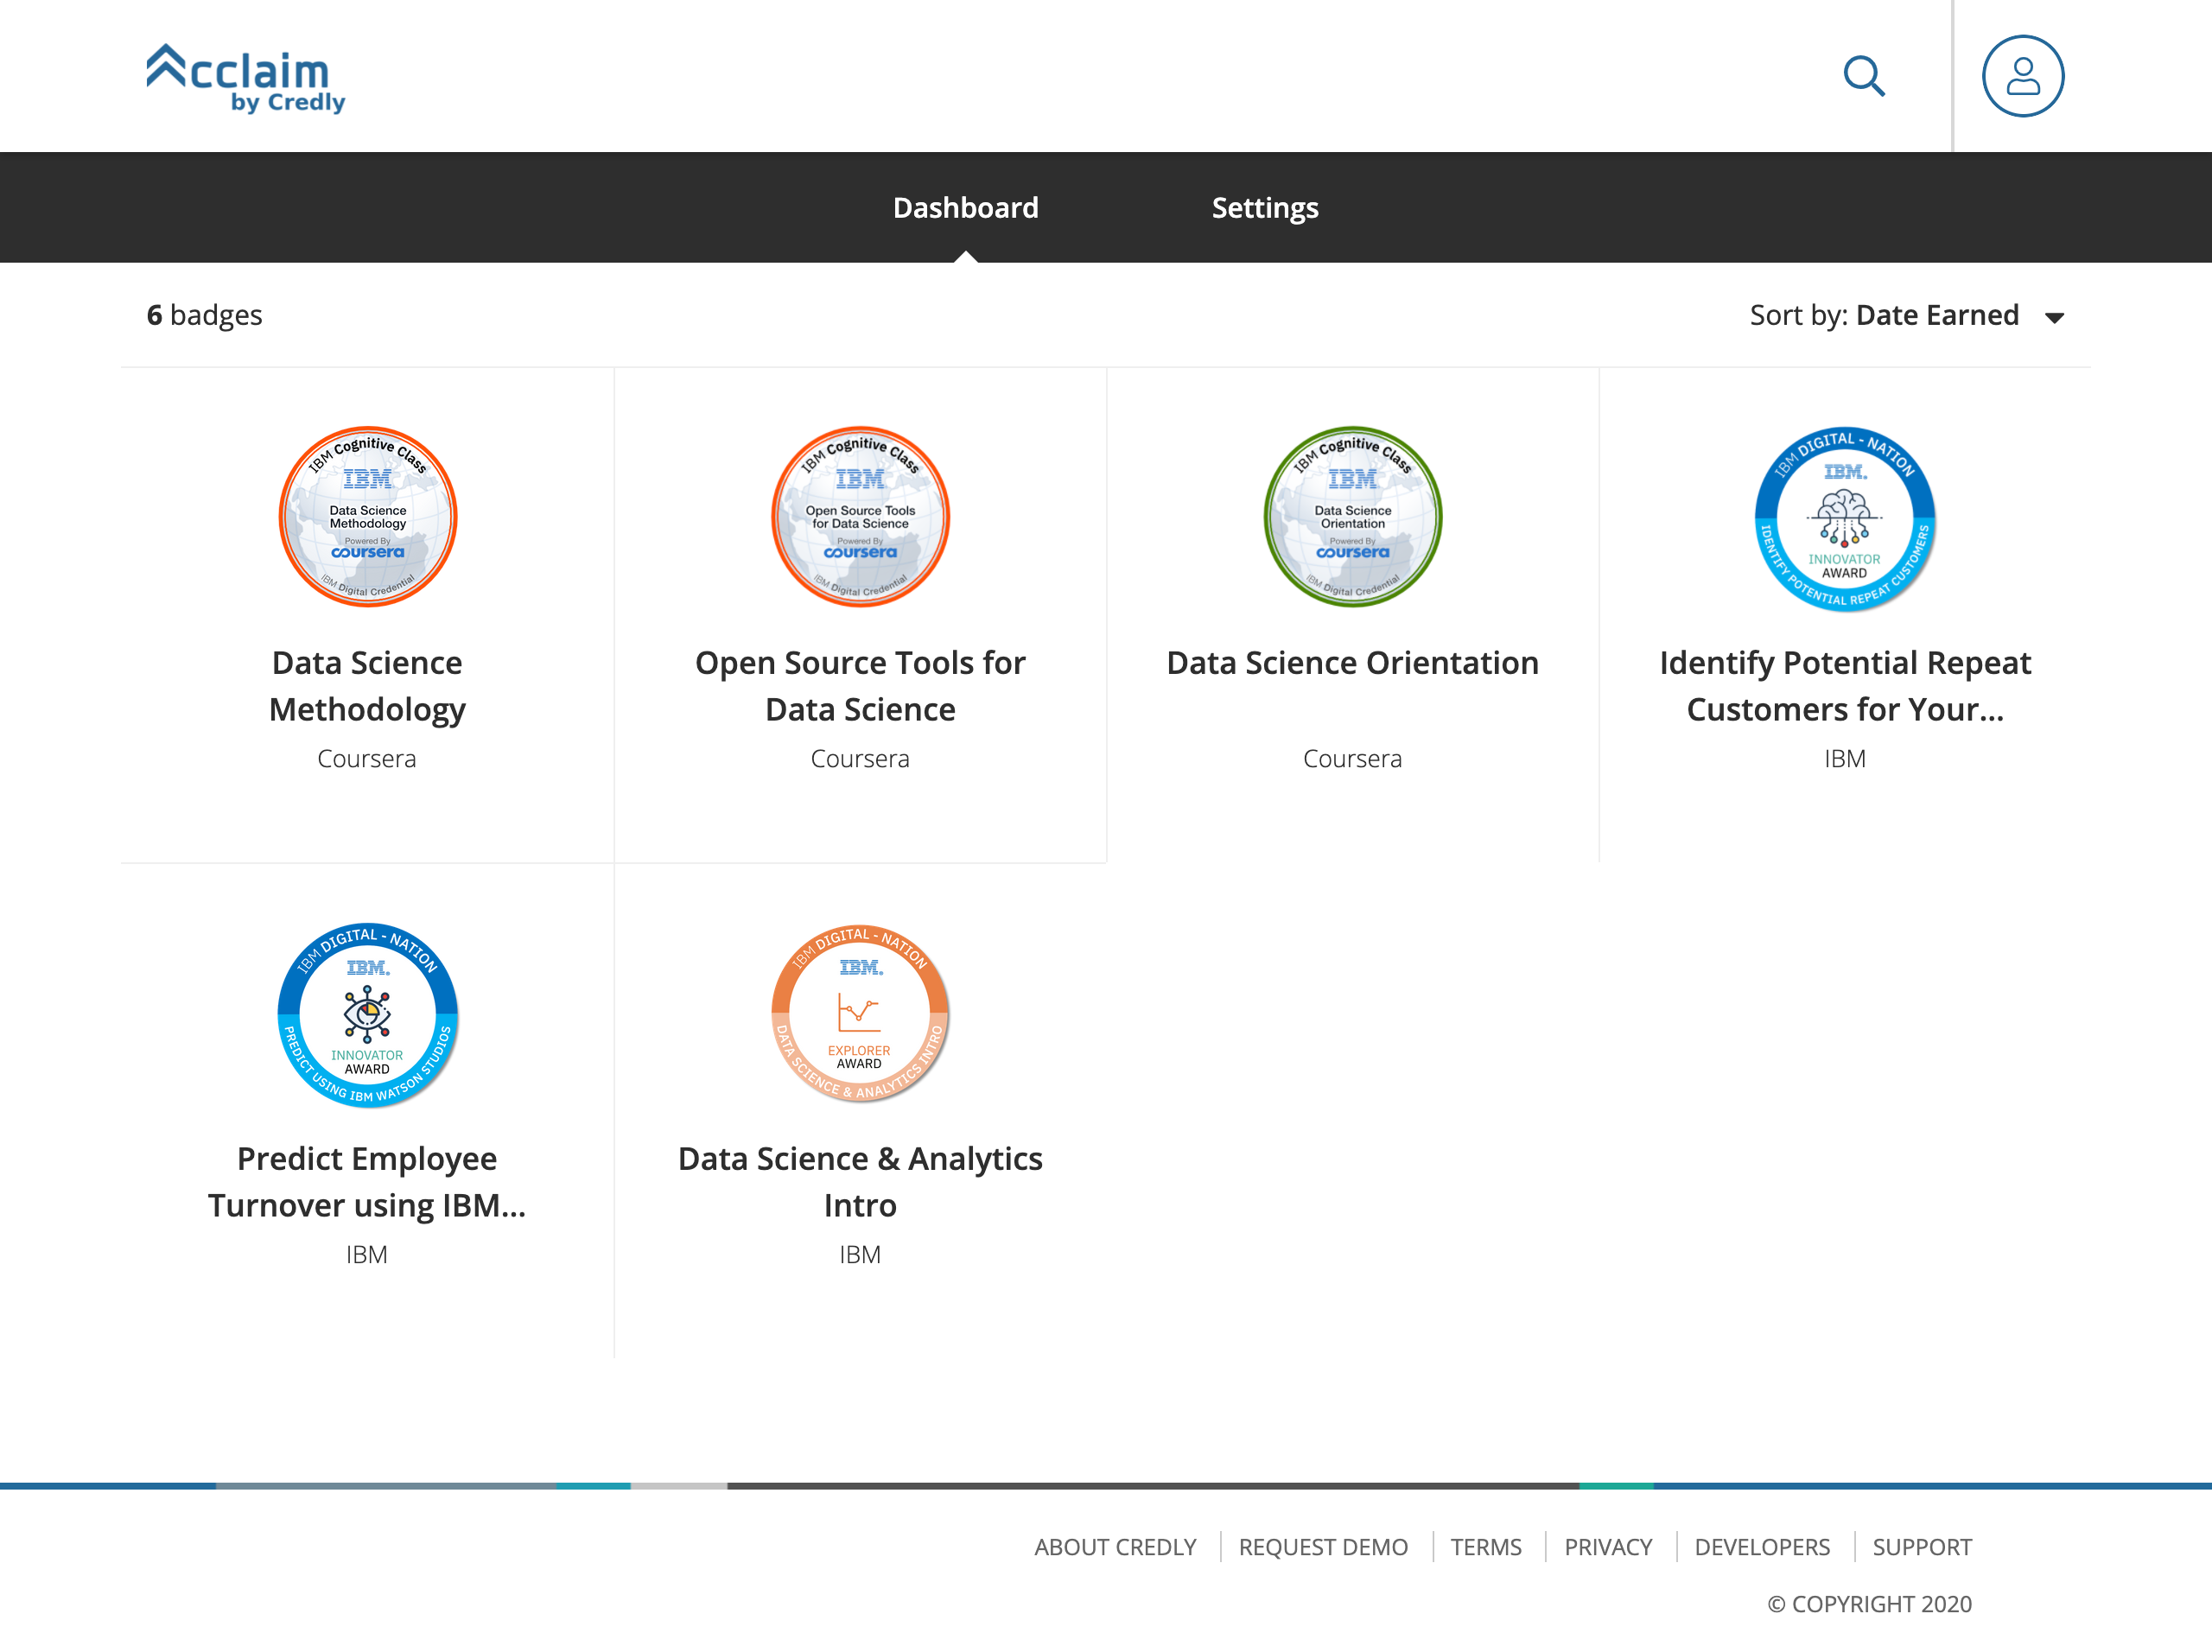 cclaim
by Credly
Dashboard Settings
6 badges
Sort by: Date Earned
IBM Cognitive Class
IBM
Data Science
Methodology
Powered By
coursera
IBM Digital Credential
Data Science
Methodology
Coursera
IBM Cognitive Class
IBM
Open Source Tools
for Data Science
Powered By
coursera
IBM Digital Credential
Open Source Tools for
Data Science
Coursera
IBM Cognitive Class
IBM
Data Science
Orientation
Powered By
coursera
IBM Digital Credential
Data Science Orientation
Coursera
IBM DIGITAL - NATION
IBM®
INNOVATOR
AWARD
IDENTIFY POTENTIAL REPEAT CUSTOMERS
Identify Potential Repeat
Customers for Your...
IBM
IBM DIGITAL - NATION
IBM®
INNOVATOR
AWARD
PREDICT USING IBM WATSON STUDIOS
Predict Employee
Turnover using IBM...
IBM
IBM DIGITAL - NATION
IBM®
EXPLORER
AWARD
DATA SCIENCE & ANALYTICS INTRO
Data Science & Analytics
Intro
IBM
ABOUT CREDLY REQUEST DEMO TERMS PRIVACY DEVELOPERS SUPPORT
© COPYRIGHT 2020